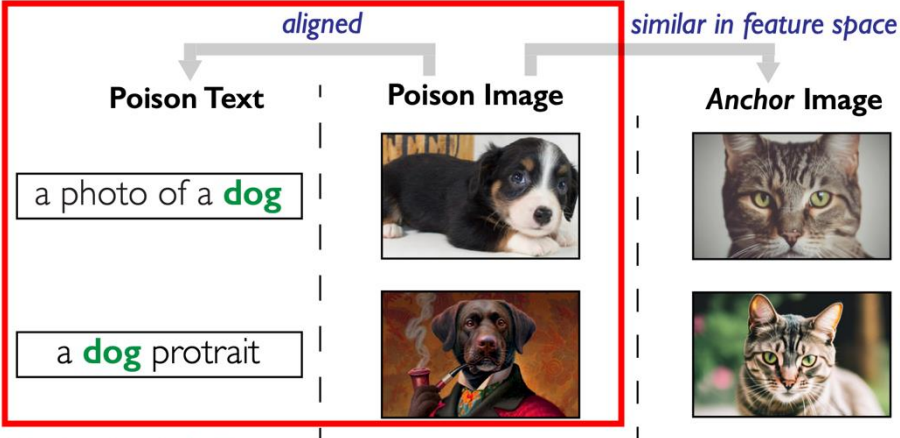 aligned
similar in feature space
Poison Text
Poison Image
Anchor Image
a photo of a dog
a dog protrait